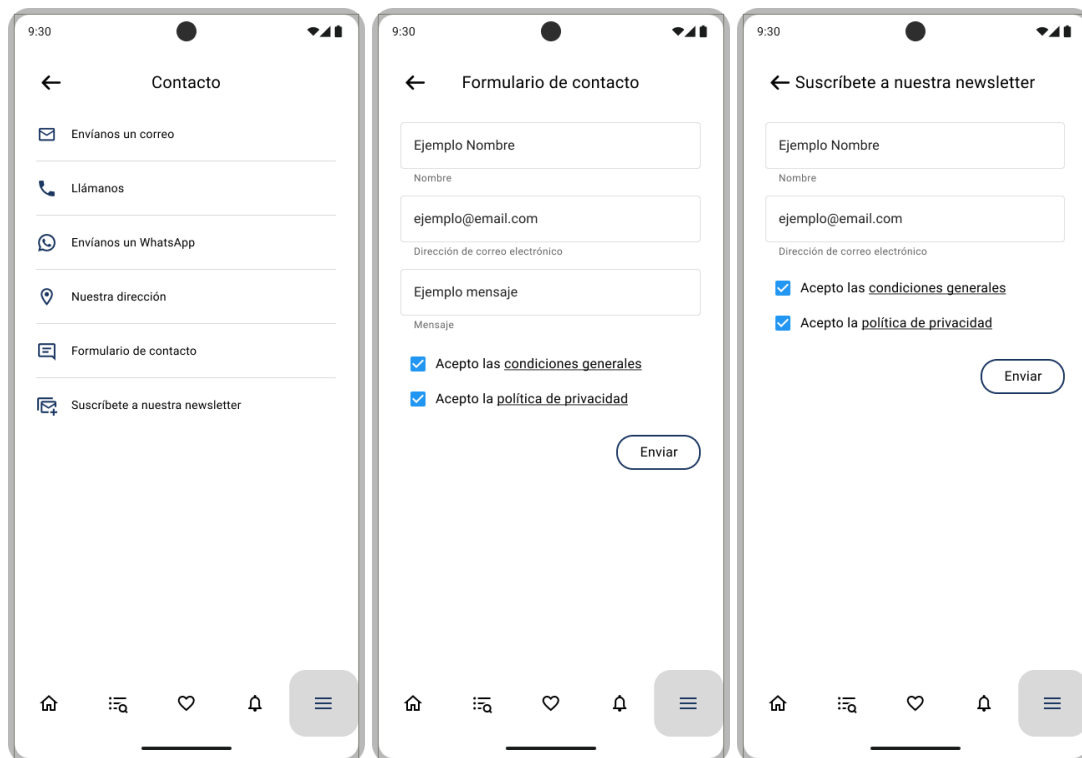 9:30
Contacto
Envíanos un correo
Llámanos
Envíanos un WhatsApp
Nuestra dirección
Formulario de contacto
Suscríbete a nuestra newsletter
9:30
Formulario de contacto
Ejemplo Nombre
Nombre
ejemplo@email.com
Dirección de correo electrónico
Ejemplo mensaje
Mensaje
Acepto las condiciones generales
Acepto la política de privacidad
Enviar
9:30
Suscríbete a nuestra newsletter
Ejemplo Nombre
Nombre
ejemplo@email.com
Dirección de correo electrónico
Acepto las condiciones generales
Acepto la política de privacidad
Enviar